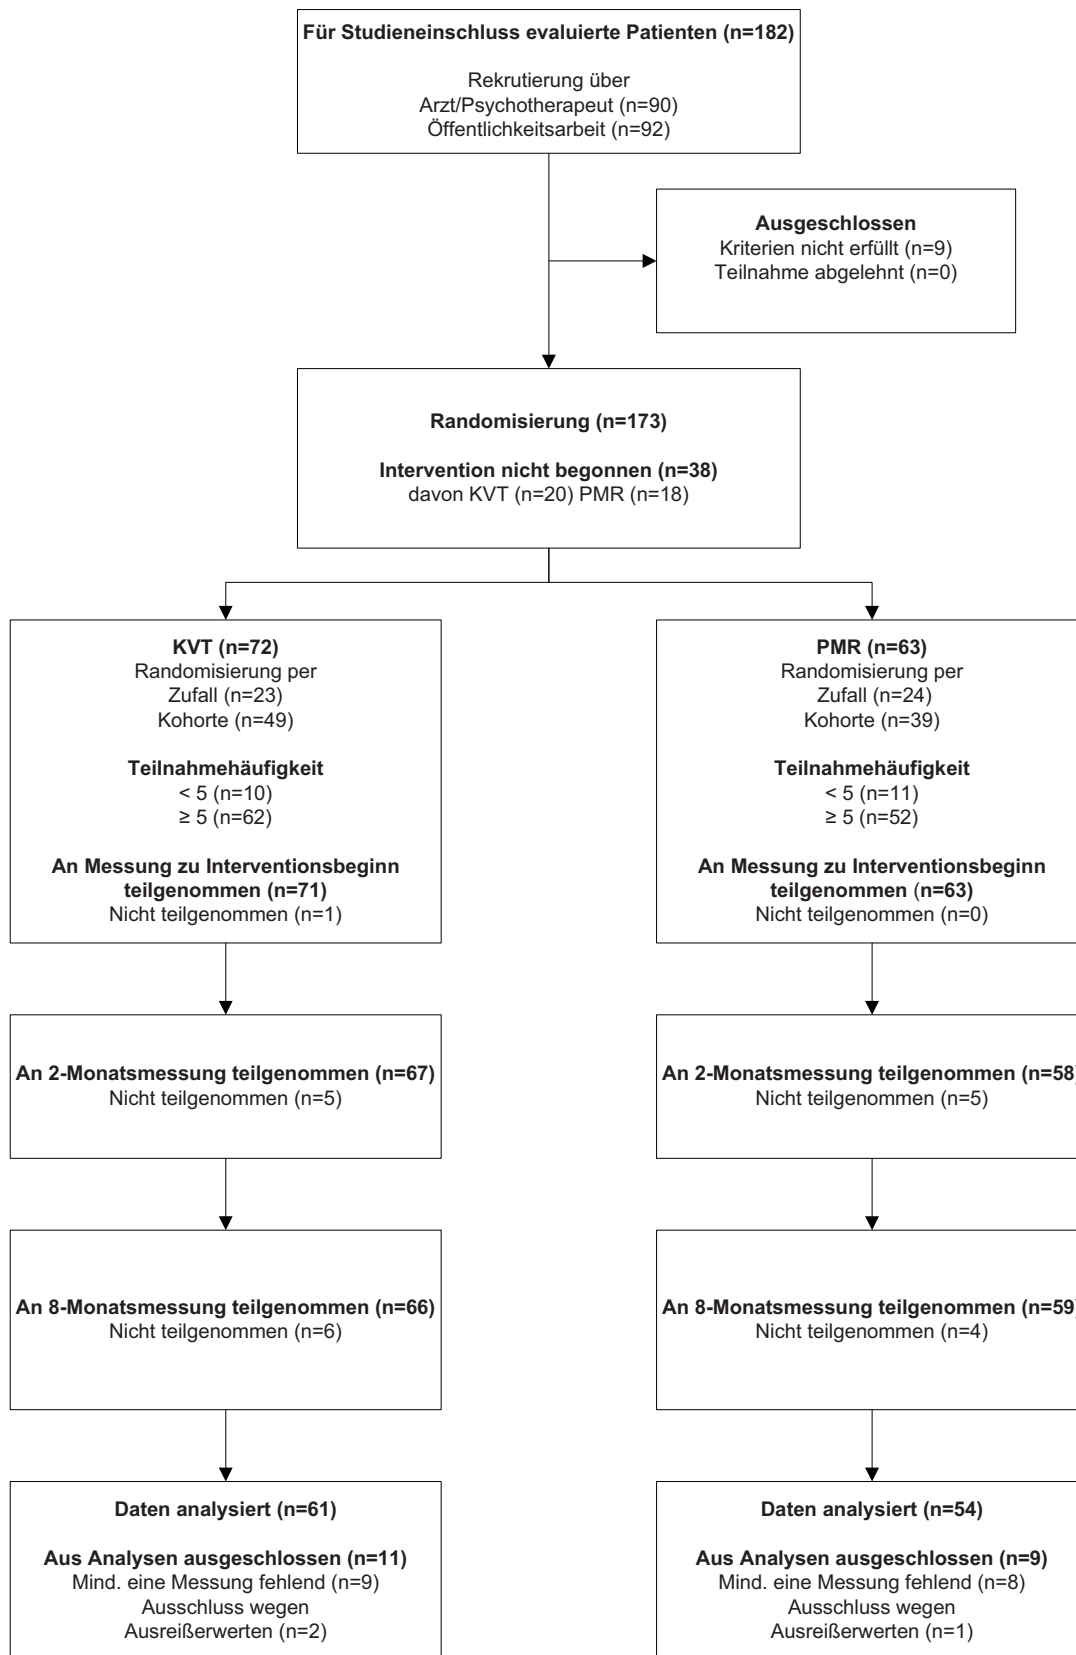 Für Studieneinschluss evaluierte Patienten (n=182)
Rekrutierung über
Arzt/Psychotherapeut (n=90)
Öffentlichkeitsarbeit (n=92)
Ausgeschlossen
Kriterien nicht erfüllt (n=9)
Teilnahme abgelehnt (n=0)
Randomisierung (n=173)
Intervention nicht begonnen (n=38)
davon KVT (n=20) PMR (n=18)
KVT (n=72)
Randomisierung per
Zufall (n=23)
Kohorte (n=49)
Teilnahmehäufigkeit
< 5 (n=10)
≥ 5 (n=62)
An Messung zu Interventionsbeginn
teilgenommen (n=71)
Nicht teilgenommen (n=1)
PMR (n=63)
Randomisierung per
Zufall (n=24)
Kohorte (n=39)
Teilnahmehäufigkeit
< 5 (n=11)
≥ 5 (n=52)
An Messung zu Interventionsbeginn
teilgenommen (n=63)
Nicht teilgenommen (n=0)
An 2-Monatsmessung teilgenommen (n=67)
Nicht teilgenommen (n=5)
An 2-Monatsmessung teilgenommen (n=58)
Nicht teilgenommen (n=5)
An 8-Monatsmessung teilgenommen (n=66)
Nicht teilgenommen (n=6)
An 8-Monatsmessung teilgenommen (n=59)
Nicht teilgenommen (n=4)
Daten analysiert (n=61)
Aus Analysen ausgeschlossen (n=11)
Mind. eine Messung fehlend (n=9)
Ausschluss wegen
Ausreißerwerten (n=2)
Daten analysiert (n=54)
Aus Analysen ausgeschlossen (n=9)
Mind. eine Messung fehlend (n=8)
Ausschluss wegen
Ausreißerwerten (n=1)